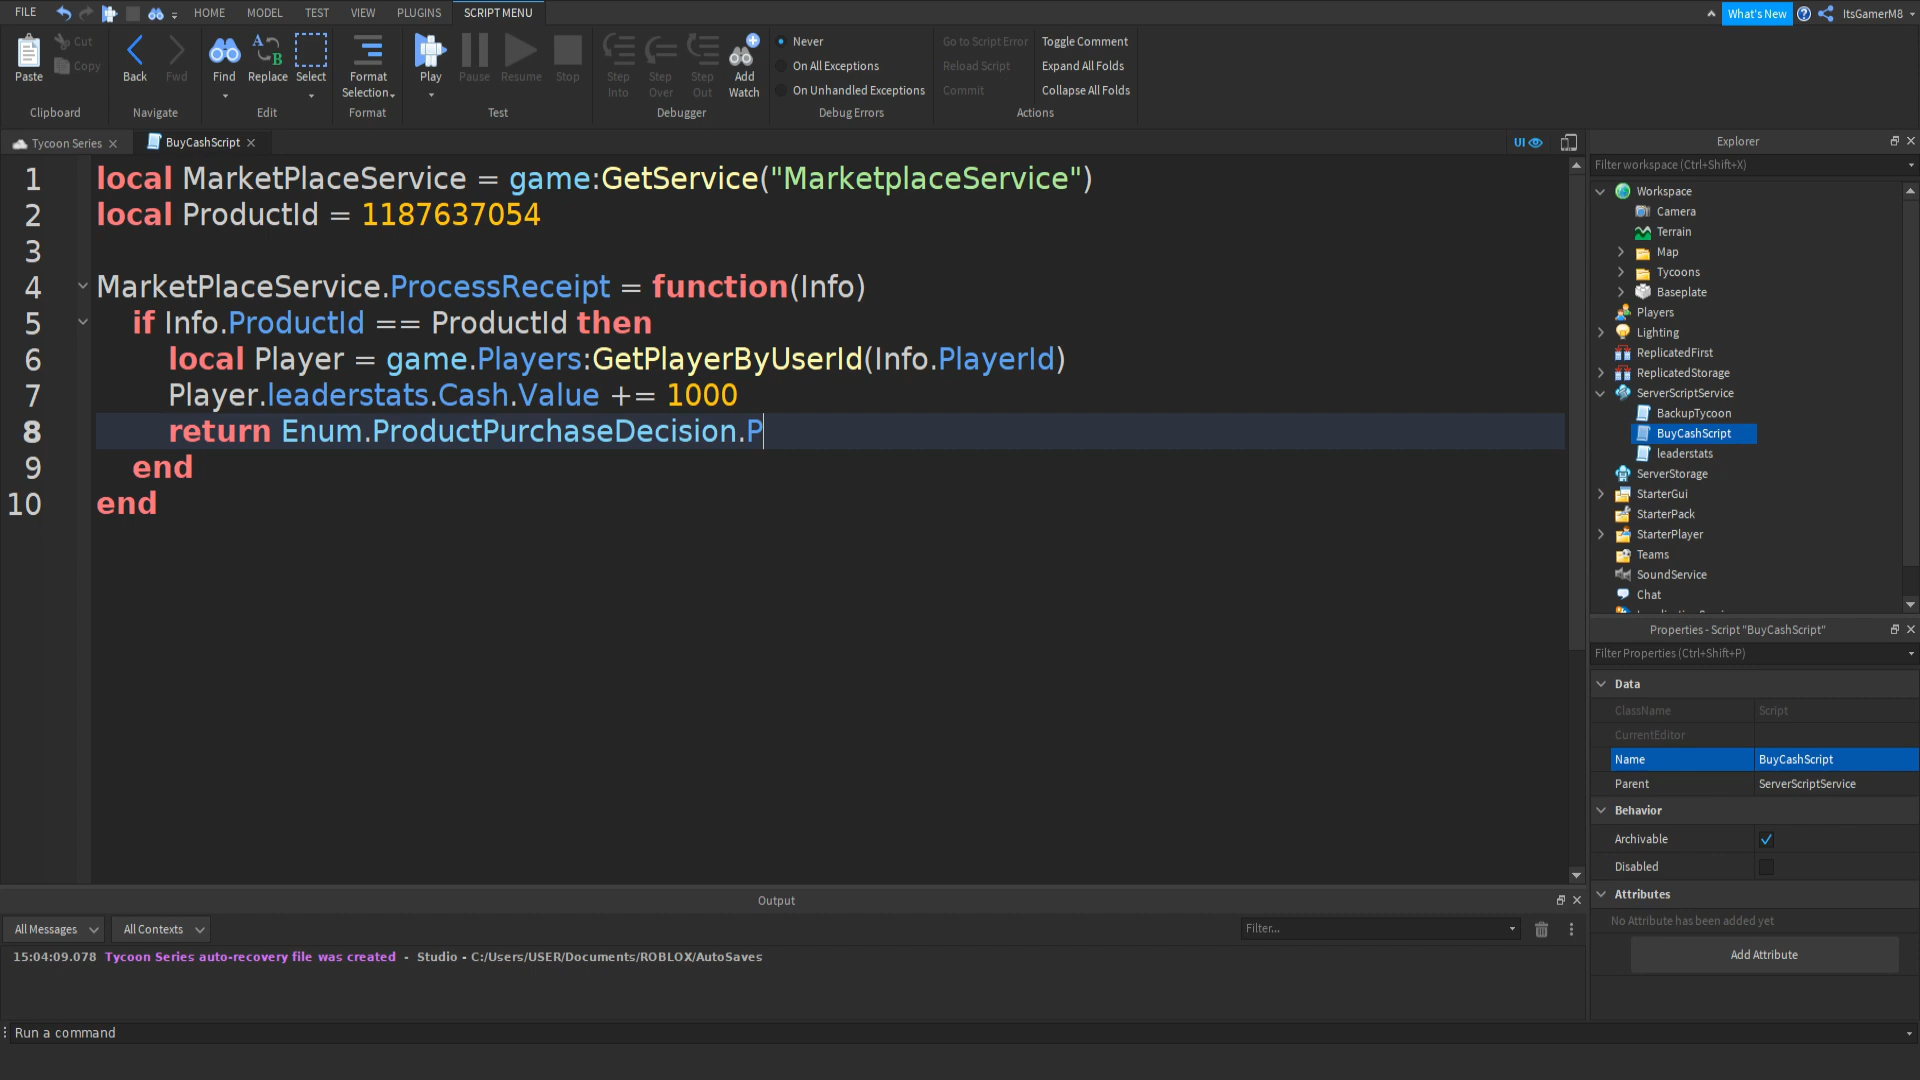 FILE HOME MODEL TEST VIEW PLUGINS SCRIPT MENU What's New ItsGamerM8
Paste Cut Copy Back Fwd Find Replace Select Format Selection Play Pause Resume Stop Step Into Step Over Step Out Add Watch
Never
On All Exceptions
On Unhandled Exceptions
Go to Script Error
Reload Script
Commit
Toggle Comment
Expand All Folds
Collapse All Folds
Clipboard Navigate Edit Format Test Debugger Debug Errors Actions
Tycoon Series BuyCashScript UI
1 local MarketPlaceService = game:GetService("MarketplaceService")
2 local ProductId = 1187637054
3
4 MarketPlaceService.ProcessReceipt = function(Info)
5 if Info.ProductId == ProductId then
6 local Player = game.Players:GetPlayerByUserId(Info.PlayerId)
7 Player.leaderstats.Cash.Value += 1000
8 return Enum.ProductPurchaseDecision.P
9 end
10 end
Explorer
Filter workspace (Ctrl+Shift+X)
Workspace
Camera
Terrain
Map
Tycoons
Baseplate
Players
Lighting
ReplicatedFirst
ReplicatedStorage
ServerScriptService
BackupTycoon
BuyCashScript
leaderstats
ServerStorage
StarterGui
StarterPack
StarterPlayer
Teams
SoundService
Chat
Properties - Script "BuyCashScript"
Filter Properties (Ctrl+Shift+P)
Data
ClassName Script
CurrentEditor
Name BuyCashScript
Parent ServerScriptService
Behavior
Archivable
Disabled
Attributes
No Attribute has been added yet
Add Attribute
Output
All Messages All Contexts Filter...
15:04:09.078 Tycoon Series auto-recovery file was created - Studio - C:/Users/USER/Documents/ROBLOX/AutoSaves
Run a command